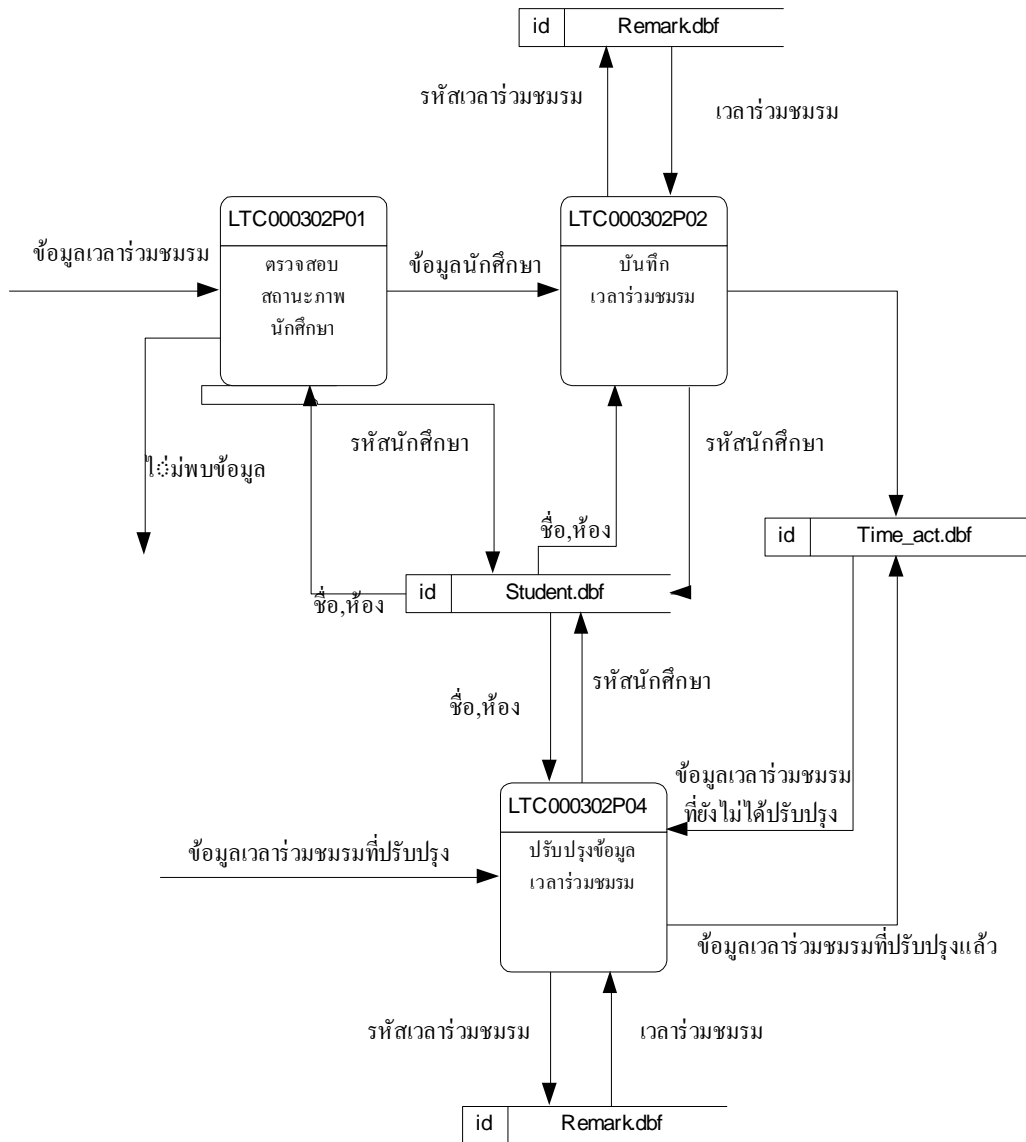 id Remark.dbf
รหัสเวลาร่วมชมรม
เวลาร่วมชมรม
LTC000302P01
LTC000302P02
ข้อมูลเวลาร่วมชมรม
ตรวจสอบ
สถานะภาพ
นักศึกษา
ข้อมูลนักศึกษา
บันทึก
เวลาร่วมชมรม
รหัสนักศึกษา
รหัสนักศึกษา
ไ่ม่พบข้อมูล
ชื่อ,ห้อง
id Time_act.dbf
ชื่อ,ห้อง
id Student.dbf
รหัสนักศึกษา
ชื่อ,ห้อง
ข้อมูลเวลาร่วมชมรม
ที่ยังไม่ได้ปรับปรุง
LTC000302P04
ข้อมูลเวลาร่วมชมรมที่ปรับปรุง
ปรับปรุงข้อมูล
เวลาร่วมชมรม
ข้อมูลเวลาร่วมชมรมที่ปรับปรุงแล้ว
รหัสเวลาร่วมชมรม
เวลาร่วมชมรม
id Remark.dbf